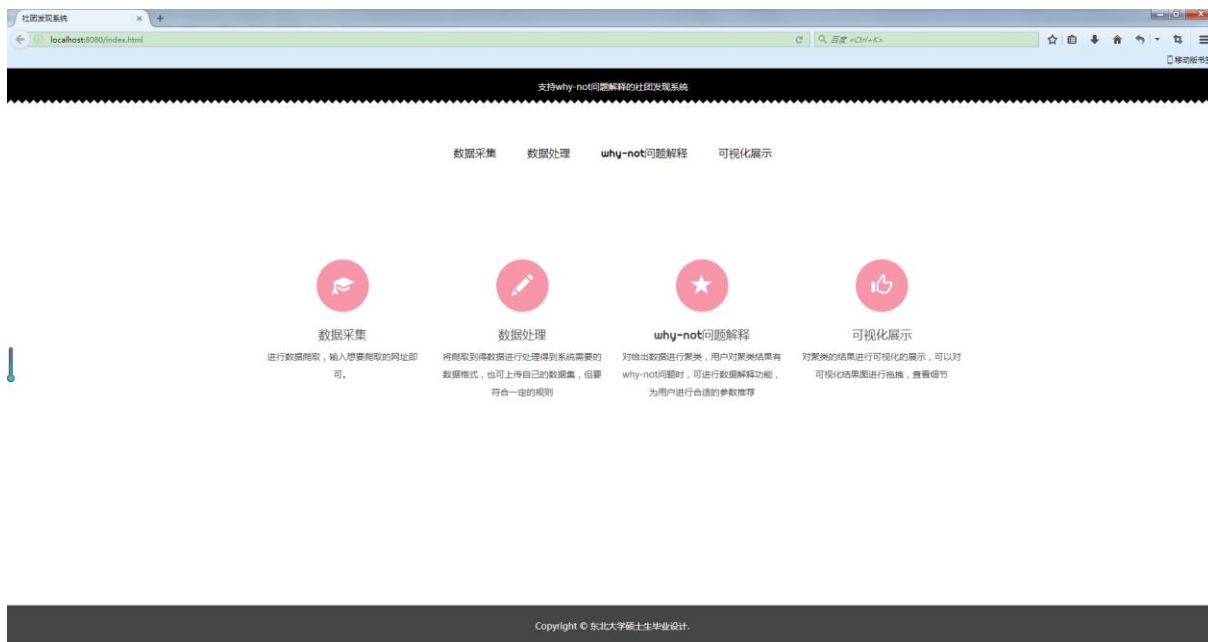 社团发现系统
localhost:8080/index.html
百度 <Ctrl+K>
移动版书签
支持why-not问题解释的社团发现系统
数据采集 数据处理 why-not问题解释 可视化展示
数据采集
进行数据爬取，输入想要爬取的网址即
可。
数据处理
将爬取到得数据进行处理得到系统需要的
数据格式，也可上传自己的数据集，但要
符合一定的规则
why-not问题解释
对给出数据进行聚类，用户对聚类结果有
why-not问题时，可进行数据解释功能，
为用户进行合适的参数推荐
可视化展示
对聚类的结果进行可视化的展示，可以对
可视化结果图进行拖拽，查看细节
Copyright © 东北大学硕士生毕业设计.